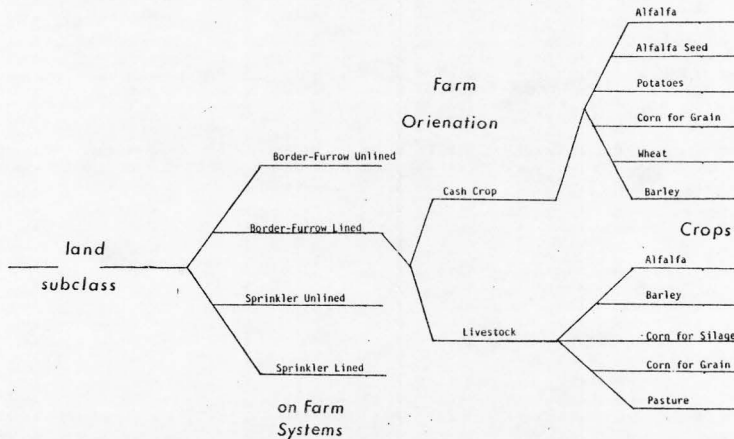 Alfalfa
Alfalfa Seed
Farm
Orienation
Potatoes
Corn for Grain
Wheat
Barley
Border-Furrow Unlined
Cash Crop
Border-Furrow Lined
Crops
land
subclass
Alfalfa
Barley
Sprinkler Unlined
Livestock
Corn for Silage
Corn for Grain
Sprinkler Lined
Pasture
on Farm
Systems